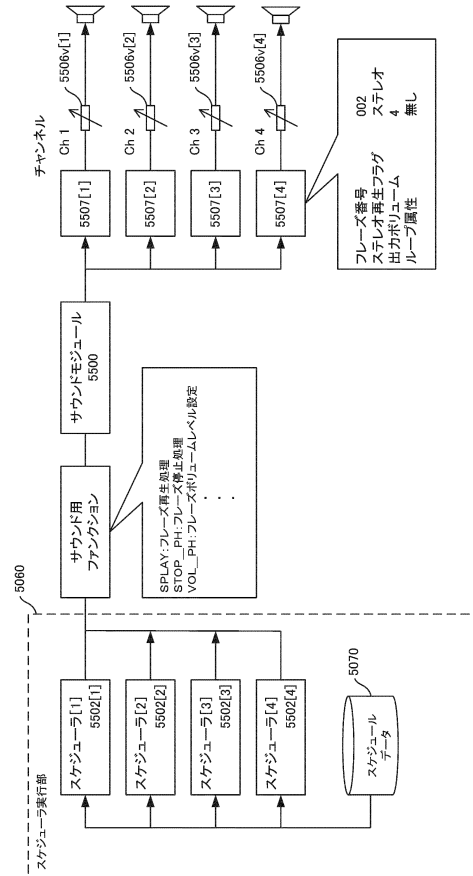 スケジューラ実行部
5060
スケジューラ[1]
5502[1]
スケジューラ[2]
5502[2]
スケジューラ[3]
5502[3]
スケジューラ[4]
5502[4]
スケジュール
データ
5070
サウンド用
ファンクション
SPLAY:フレーズ再生処理
STOP__PH:フレーズ停止処理
VOL__PH:フレーズボリュームレベル設定
・
・
・
サウンドモジュール
5500
チャンネル
5507[1]
Ch 1
5506v[1]
5507[2]
Ch 2
5506v[2]
5507[3]
Ch 3
5506v[3]
5507[4]
Ch 4
5506v[4]
フレーズ番号 002
ステレオ再生フラグ ステレオ
出力ボリューム 4
ループ属性 無し